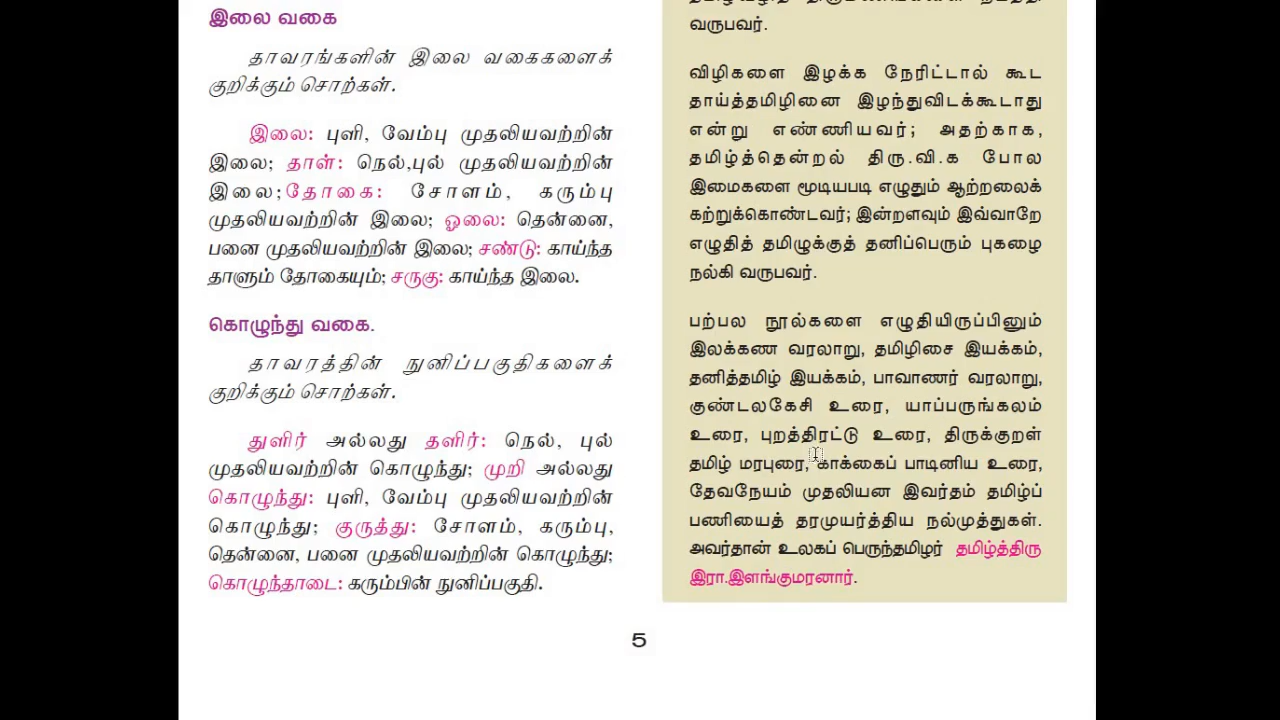 இலை வகை
தாவரங்களின் இலை வகைகளைக்
குறிக்கும் சொற்கள்.
இலை: புளி, வேம்பு முதலியவற்றின்
இலை; தாள்: நெல்,புல் முதலியவற்றின்
இலை;தோகை: சோளம், கரும்பு
முதலியவற்றின் இலை; ஓலை: தென்னை,
பனை முதலியவற்றின் இலை; சண்டு: காய்ந்த
தாளும் தோகையும்; சருகு: காய்ந்த இலை.
கொழுந்து வகை.
தாவரத்தின் நுனிப்பகுதிகளைக்
குறிக்கும் சொற்கள்.
துளிர் அல்லது தளிர்: நெல், புல்
முதலியவற்றின் கொழுந்து; முறி அல்லது
கொழுந்து: புளி, வேம்பு முதலியவற்றின்
கொழுந்து; குருத்து: சோளம், கரும்பு,
தென்னை, பனை முதலியவற்றின் கொழுந்து;
கொழுந்தாடை: கரும்பின் நுனிப்பகுதி.
வருபவர்.
விழிகளை இழக்க நேரிட்டால் கூட
தாய்த்தமிழினை இழந்துவிடக்கூடாது
என்று எண்ணியவர்; அதற்காக,
தமிழ்த்தென்றல் திரு.வி.க போல
இமைகளை மூடியபடி எழுதும் ஆற்றலைக்
கற்றுக்கொண்டவர்; இன்றளவும் இவ்வாறே
எழுதித் தமிழுக்குத் தனிப்பெரும் புகழை
நல்கி வருபவர்.
பற்பல நூல்களை எழுதியிருப்பினும்
இலக்கண வரலாறு, தமிழிசை இயக்கம்,
தனித்தமிழ் இயக்கம், பாவாணர் வரலாறு,
குண்டலகேசி உரை, யாப்பருங்கலம்
உரை, புறத்திரட்டு உரை, திருக்குறள்
தமிழ் மரபுரை, காக்கைப் பாடினிய உரை,
தேவநேயம் முதலியன இவர்தம் தமிழ்ப்
பணியைத் தரமுயர்த்திய நல்முத்துகள்.
அவர்தான் உலகப் பெருந்தமிழர் தமிழ்த்திரு
இரா.இளங்குமரனார்.
5